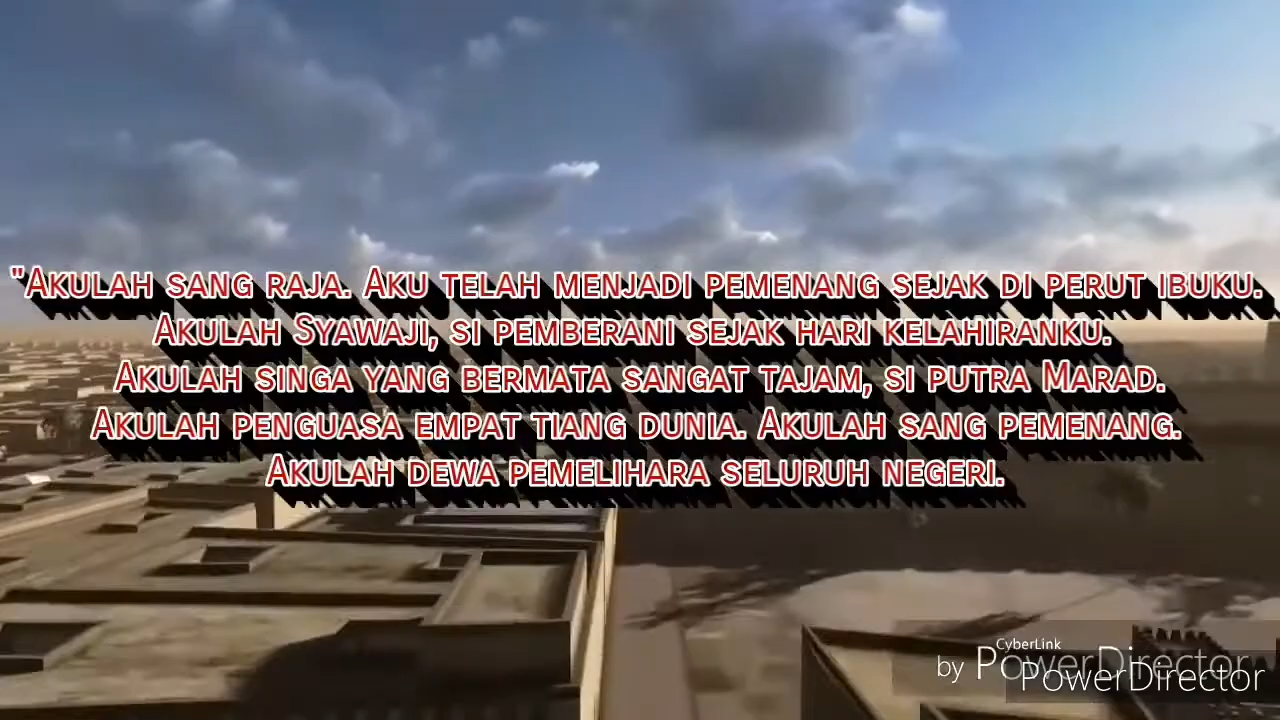 "Akulah sang raja. Aku telah menjadi pemenang sejak di perut ibuku.
Akulah Syawaji, si pemberani sejak hari kelahiranku.
Akulah singa yang bermata sangat tajam, si putra Marad.
Akulah penguasa empat tiang dunia. Akulah sang pemenang.
Akulah dewa pemelihara seluruh negeri.
CyberLink
by PowerDirector
PowerDirector